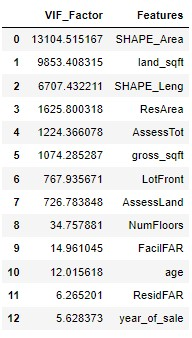 VIF_Factor Features
0 13104.515167 SHAPE_Area
1 9853.408315 land_sqft
2 6707.432211 SHAPE_Leng
3 1625.800318 ResArea
4 1224.366078 AssessTot
5 1074.285287 gross_sqft
6 767.935671 LotFront
7 726.783848 AssessLand
8 34.757881 NumFloors
9 14.961045 FacilFAR
10 12.015618 age
11 6.265201 ResidFAR
12 5.628373 year_of_sale